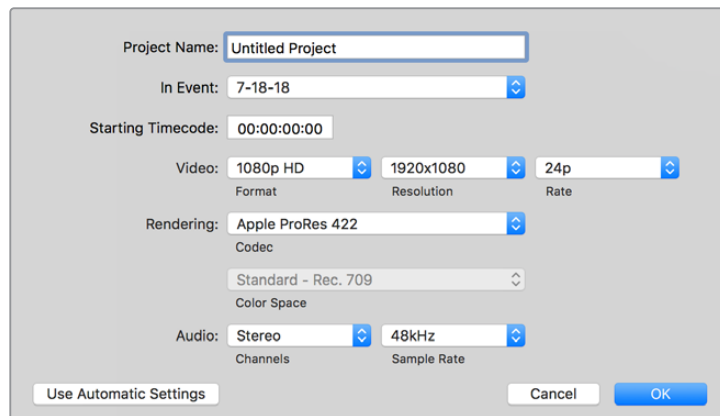 Project Name: Untitled Project
In Event: 7-18-18
Starting Timecode: 00:00:00:00
Video: 1080p HD 1920x1080 24p
Format Resolution Rate
Rendering: Apple ProRes 422
Codec
Standard - Rec. 709
Color Space
Audio: Stereo 48kHz
Channels Sample Rate
Use Automatic Settings Cancel OK